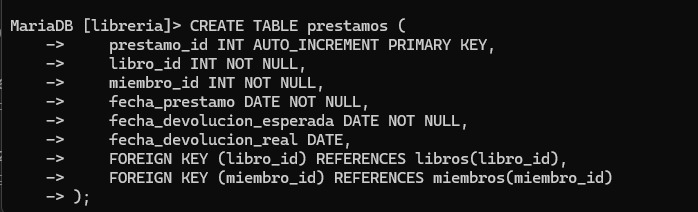 MariaDB [libreria]> CREATE TABLE prestamos (
    ->     prestamo_id INT AUTO_INCREMENT PRIMARY KEY,
    ->     libro_id INT NOT NULL,
    ->     miembro_id INT NOT NULL,
    ->     fecha_prestamo DATE NOT NULL,
    ->     fecha_devolucion_esperada DATE NOT NULL,
    ->     fecha_devolucion_real DATE,
    ->     FOREIGN KEY (libro_id) REFERENCES libros(libro_id),
    ->     FOREIGN KEY (miembro_id) REFERENCES miembros(miembro_id)
    -> );